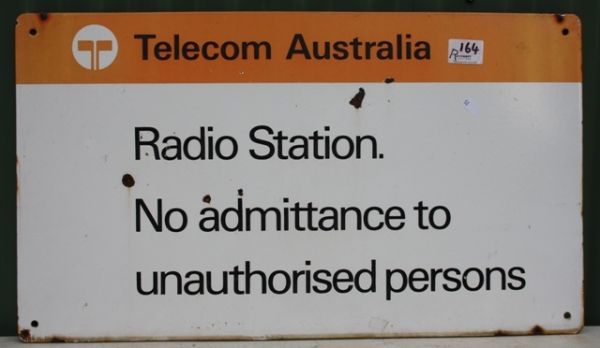 Telecom Australia
164
Radio Station.
No admittance to
unauthorised persons